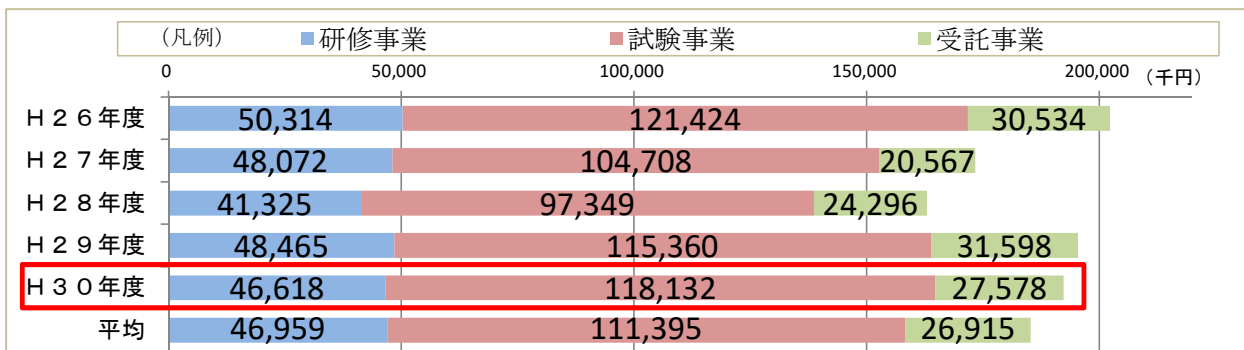 (凡例) ■研修事業 ■試験事業 ■受託事業
0 50,000 100,000 150,000 200,000 (千円)
H26年度 50,314 121,424 30,534
H27年度 48,072 104,708 20,567
H28年度 41,325 97,349 24,296
H29年度 48,465 115,360 31,598
H30年度 46,618 118,132 27,578
平均 46,959 111,395 26,915